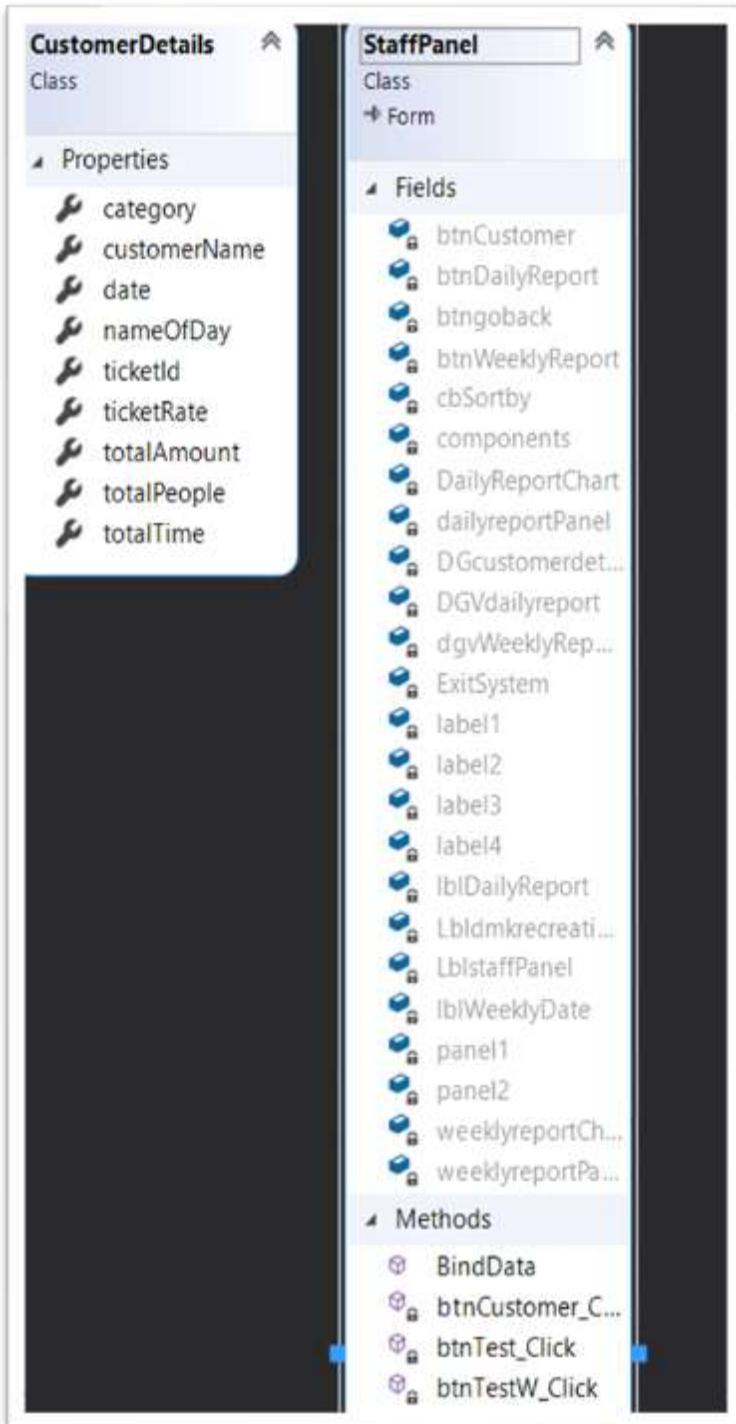 CustomerDetails
Class
Properties
category
customerName
date
nameOfDay
ticketId
ticketRate
totalAmount
totalPeople
totalTime
StaffPanel
Class
Form
Fields
btnCustomer
btnDailyReport
btngoback
btnWeeklyReport
cbSortby
components
DailyReportChart
dailyreportPanel
DGcustomerdet...
DGVdailyreport
dgvWeeklyRep...
ExitSystem
label1
label2
label3
label4
lblDailyReport
Lbldmkrecreati...
LblstaffPanel
lblWeeklyDate
panel1
panel2
weeklyreportCh...
weeklyreportPa...
Methods
BindData
btnCustomer_C...
btnTest_Click
btnTestW_Click